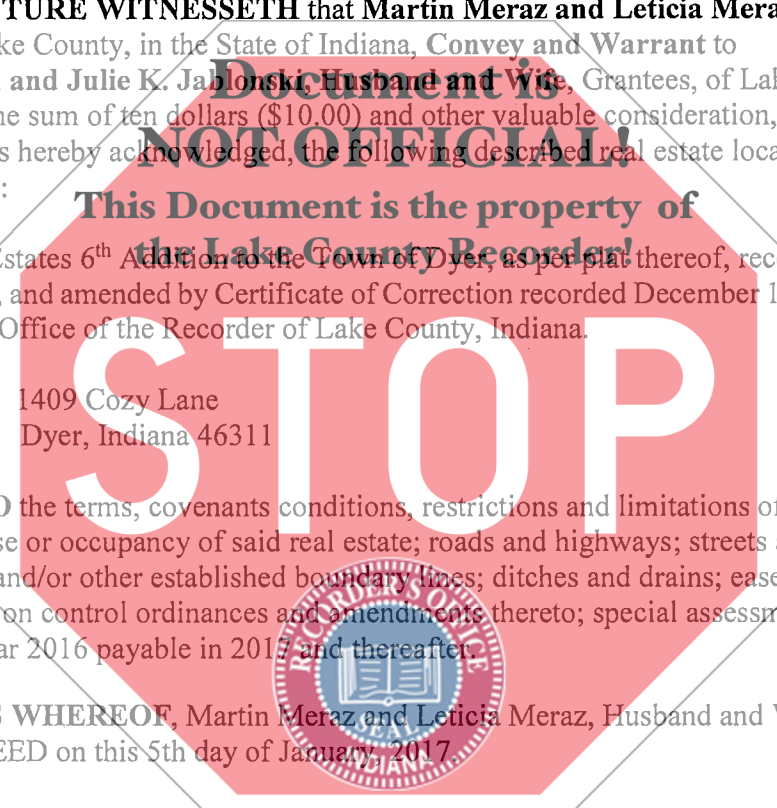 TURE WITNESSETH that Martin Meraz and Leticia Mera
ke County, in the State of Indiana, Convey and Warrant to
Document is
and Julie K. Jablonski, Husband and Wife, Grantees, of Lak
he sum of ten dollars ($10.00) and other valuable consideration,
NOT OFFICIAL!
s hereby acknowledged, the following described real estate loca
:
This Document is the property of
the Lake County Recorder!
Estates 6th Addition to the Town of Dyer, as per plat thereof, rec
, and amended by Certificate of Correction recorded December 1
Office of the Recorder of Lake County, Indiana.
STOP
1409 Cozy Lane
Dyer, Indiana 46311
the terms, covenants conditions, restrictions and limitations of
se or occupancy of said real estate; roads and highways; streets
and/or other established boundary lines; ditches and drains; ease
on control ordinances and amendments thereto; special assessm
ar 2016 payable in 2017 and thereafter.
RECORDER'S OFFICE
SEAL
INDIANA
WHEREOF, Martin Meraz and Leticia Meraz, Husband and
EED on this 5th day of January, 2017.